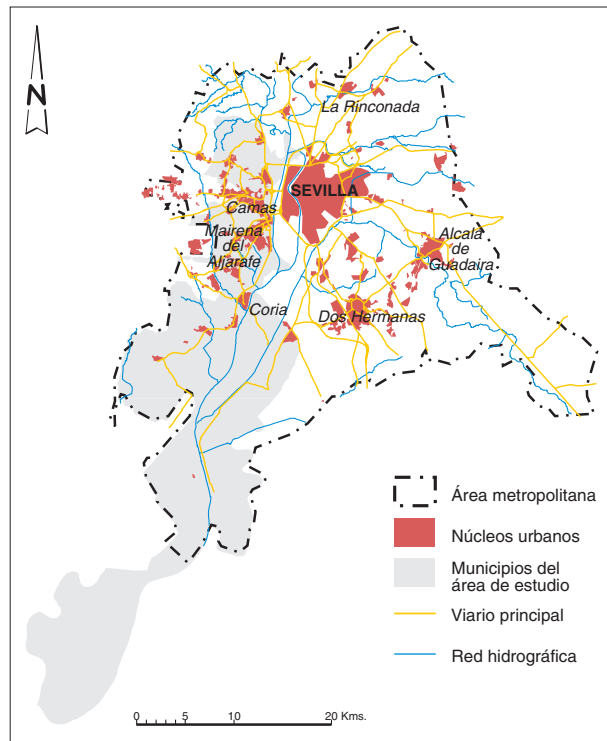 N
La Rinconada
SEVILLA
Camas
Mairena
del
Aljarafe
Alcala
de
Guadaira
Coria
Dos Hermanas
Área metropolitana
Núcleos urbanos
Municipios del
área de estudio
Viario principal
Red hidrográfica
0 5 10 20 Kms.